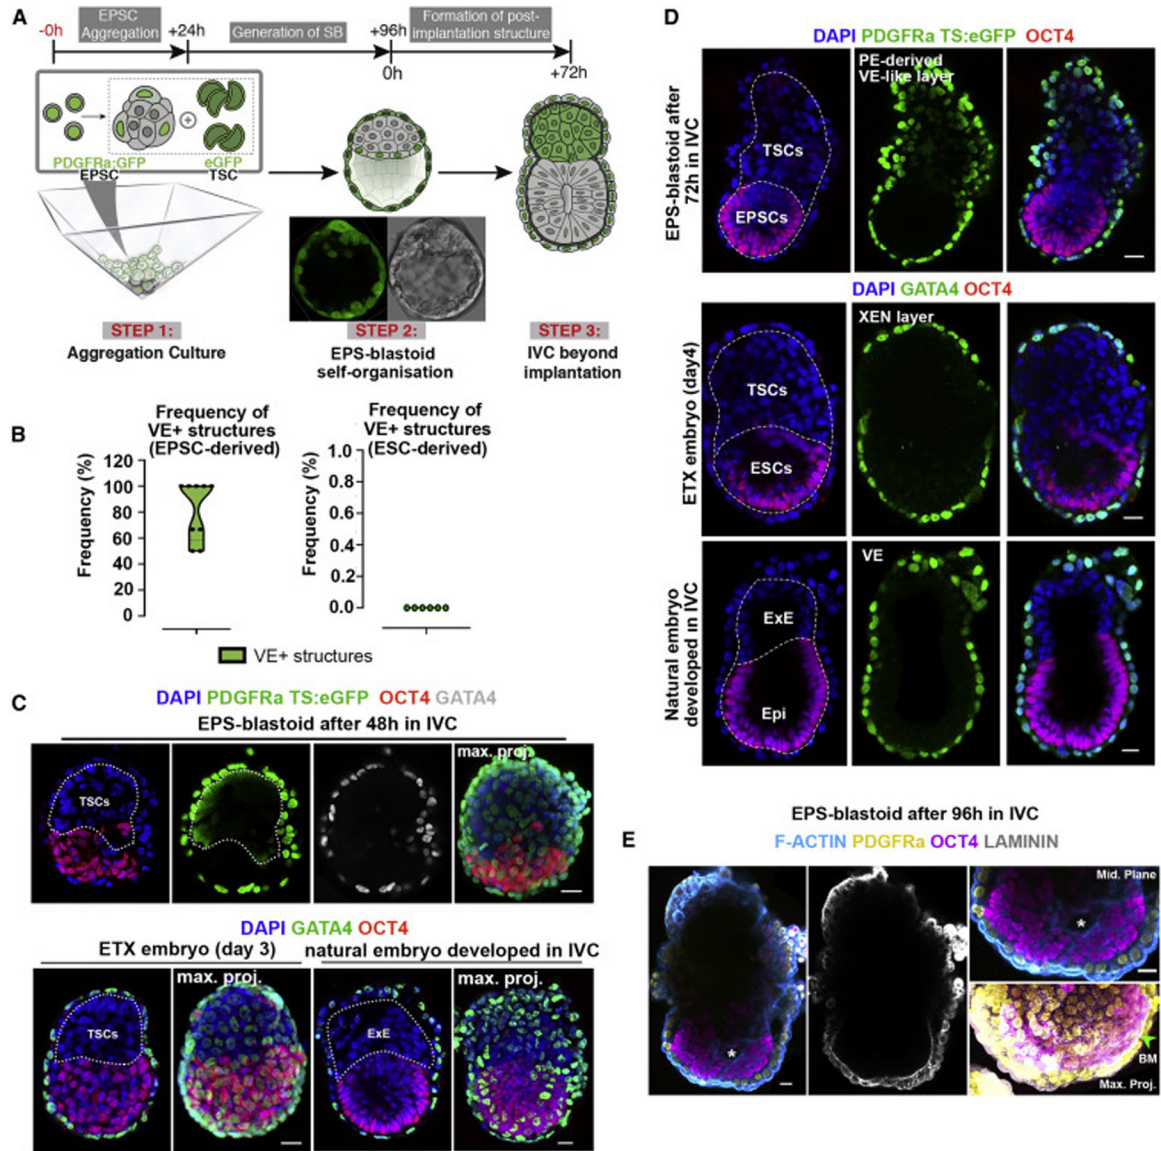 A
-0h
EPSC
Aggregation
+24h
Generation of SB
+96h
0h
Formation of post-
implantation structure
+72h
PDGFRa:GFP
EPSC
eGFP
TSC
STEP 1:
Aggregation Culture
STEP 2:
EPS-blastoid
self-organisation
STEP 3:
IVC beyond
implantation
B
Frequency of
VE+ structures
(EPSC-derived)
Frequency (%)
120
100
80
60
40
20
0
Frequency of
VE+ structures
(ESC-derived)
Frequency (%)
1.0
0.8
0.6
0.4
0.2
0.0
VE+ structures
C
DAPI PDGFRa TS:eGFP OCT4 GATA4
EPS-blastoid after 48h in IVC
TSCs
max. proj.
DAPI GATA4 OCT4
ETX embryo (day 3)
natural embryo developed in IVC
TSCs
max. proj.
ExE
max. proj.
D
DAPI PDGFRa TS:eGFP OCT4
EPS-blastoid after
72h in IVC
TSCs
EPSCs
PE-derived
VE-like layer
DAPI GATA4 OCT4
ETX embryo (day4)
TSCs
ESCs
XEN layer
Natural embryo
developed in IVC
ExE
Epi
VE
E
EPS-blastoid after 96h in IVC
F-ACTIN PDGFRa OCT4 LAMININ
*
Mid. Plane
*
BM
Max. Proj.